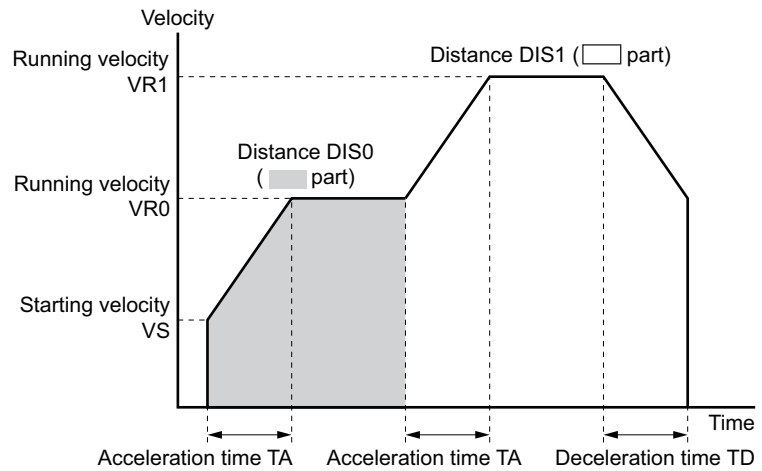 Velocity
Running velocity
VR1
Distance DIS1 ( part)
Distance DIS0
( part)
Running velocity
VR0
Starting velocity
VS
Time
Acceleration time TA
Acceleration time TA
Deceleration time TD